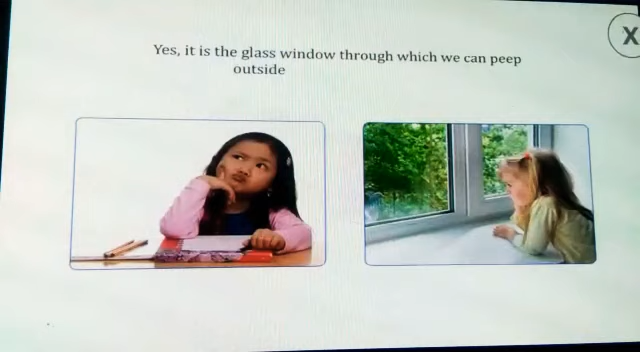 Yes, it is the glass window through which we can peep
outside
X